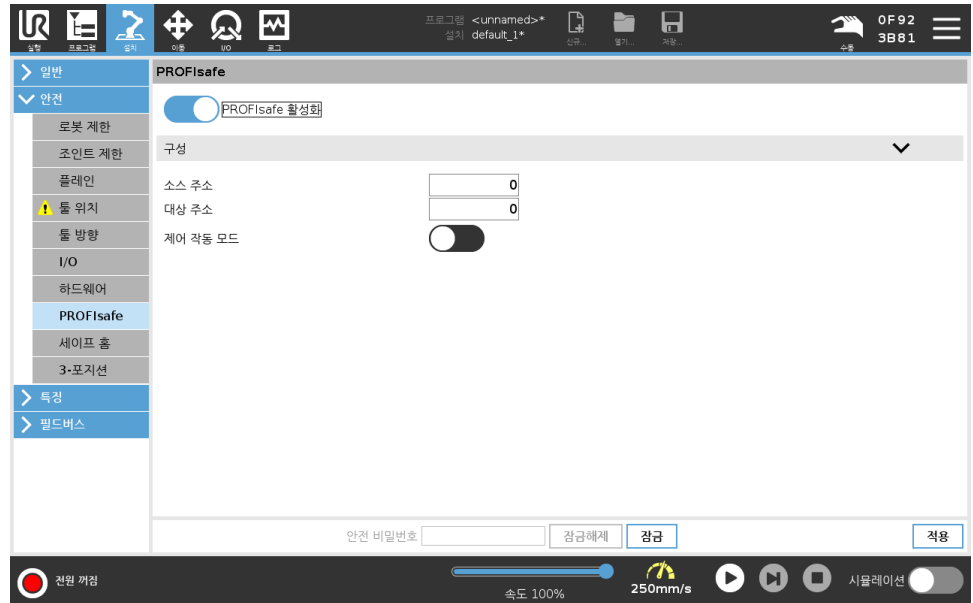 UR
실행
프로그램
설치
이동
I/O
로그
프로그램 <unnamed>*
설치 default_1*
신규...
열기...
저장...
수동
0F92
3B81
일반
안전
로봇 제한
조인트 제한
플레인
툴 위치
툴 방향
I/O
하드웨어
PROFIsafe
세이프 홈
3-포지션
특징
필드버스
PROFIsafe
PROFIsafe 활성화
구성
소스 주소 0
대상 주소 0
제어 작동 모드
안전 비밀번호 잠금해제 잠금 적용
전원 꺼짐
속도 100%
250mm/s
시뮬레이션